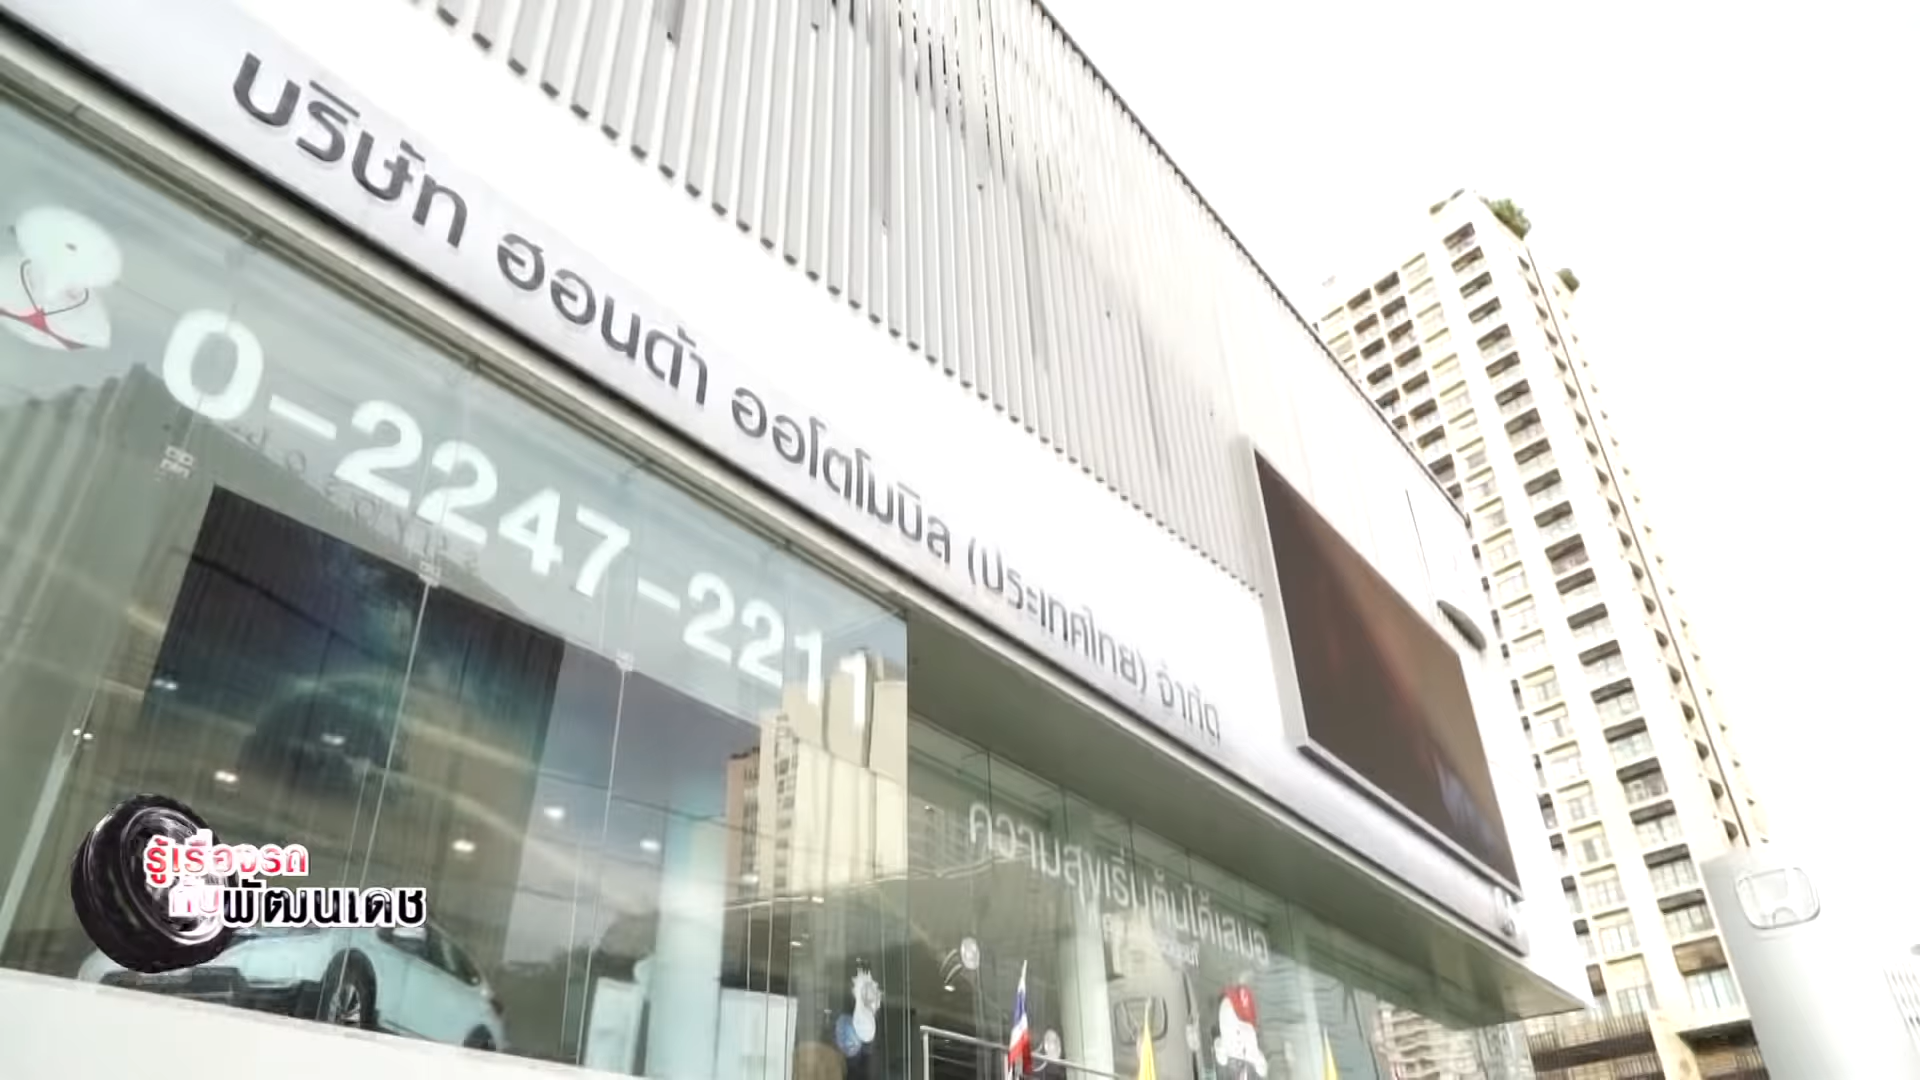 บริษัท ฮอนด้า ออโตโมบิล (ประเทศไทย) จำกัด
0-2247-2211
ความสุขเริ่มต้นได้เสมอ
รู้เรื่องรถ
กับพัฒนเดช